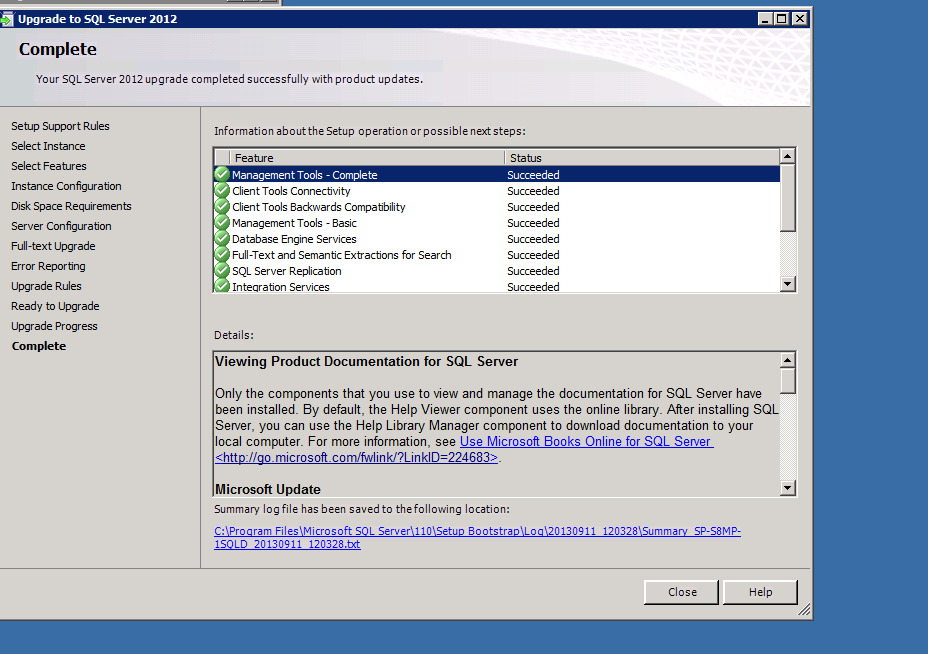 Upgrade to SQL Server 2012
Complete
Your SQL Server 2012 upgrade completed successfully with product updates.
Setup Support Rules
Select Instance
Select Features
Instance Configuration
Disk Space Requirements
Server Configuration
Full-text Upgrade
Error Reporting
Upgrade Rules
Ready to Upgrade
Upgrade Progress
Complete
Information about the Setup operation or possible next steps:
Feature Status
Management Tools - Complete Succeeded
Client Tools Connectivity Succeeded
Client Tools Backwards Compatibility Succeeded
Management Tools - Basic Succeeded
Database Engine Services Succeeded
Full-Text and Semantic Extractions for Search Succeeded
SQL Server Replication Succeeded
Integration Services Succeeded
Details:
Viewing Product Documentation for SQL Server
Only the components that you use to view and manage the documentation for SQL Server have
been installed. By default, the Help Viewer component uses the online library. After installing SQL
Server, you can use the Help Library Manager component to download documentation to your
local computer. For more information, see Use Microsoft Books Online for SQL Server
<http://go.microsoft.com/fwlink/?LinkID=224683>.
Microsoft Update
Summary log file has been saved to the following location:
C:\Program Files\Microsoft SQL Server\110\Setup Bootstrap\Log\20130911_120328\Summary_SP-S8MP-
1SQLD_20130911_120328.txt
Close Help